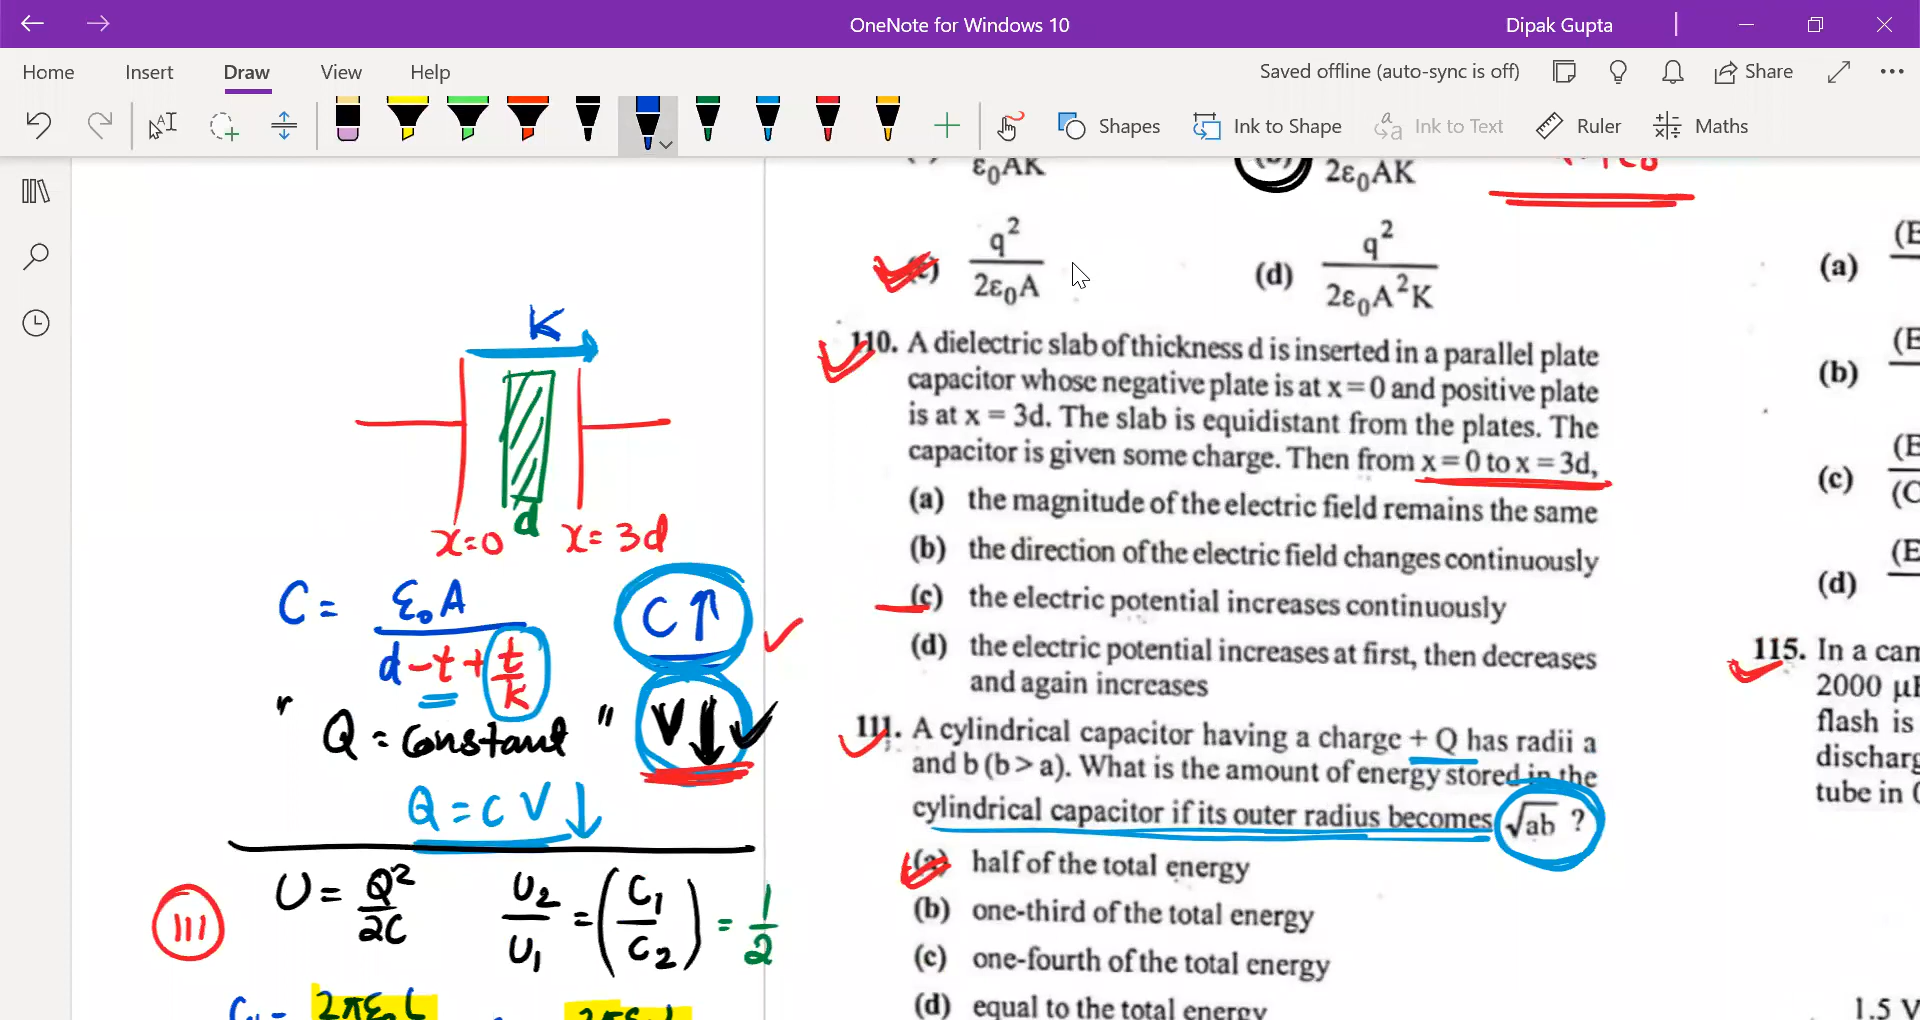 OneNote for Windows 10
Dipak Gupta
Home Insert Draw View Help
Saved offline (auto-sync is off)
Share
Shapes
Ink to Shape
Ink to Text
Ruler
Maths
K
d
x=0 x=3d
C = ε₀A / (d-t+t/k)
C↑
" Q = constant "
V↓
Q = CV↓
111
U = Q²/2C U₂/U₁ = (C₁/C₂) = 1/2
ε₀AK
2ε₀AK
(c) q²/2ε₀A
(d) q²/2ε₀A²K
110. A dielectric slab of thickness d is inserted in a parallel plate
capacitor whose negative plate is at x = 0 and positive plate
is at x = 3d. The slab is equidistant from the plates. The
capacitor is given some charge. Then from x = 0 to x = 3d,
(a) the magnitude of the electric field remains the same
(b) the direction of the electric field changes continuously
(c) the electric potential increases continuously
(d) the electric potential increases at first, then decreases
and again increases
111. A cylindrical capacitor having a charge + Q has radii a
and b (b > a). What is the amount of energy stored in the
cylindrical capacitor if its outer radius becomes √ab ?
(a) half of the total energy
(b) one-third of the total energy
(c) one-fourth of the total energy
(d) equal to the total energy
(a)
(b)
(c)
(d)
115. In a
2000
flash is
tube in
1.5 V